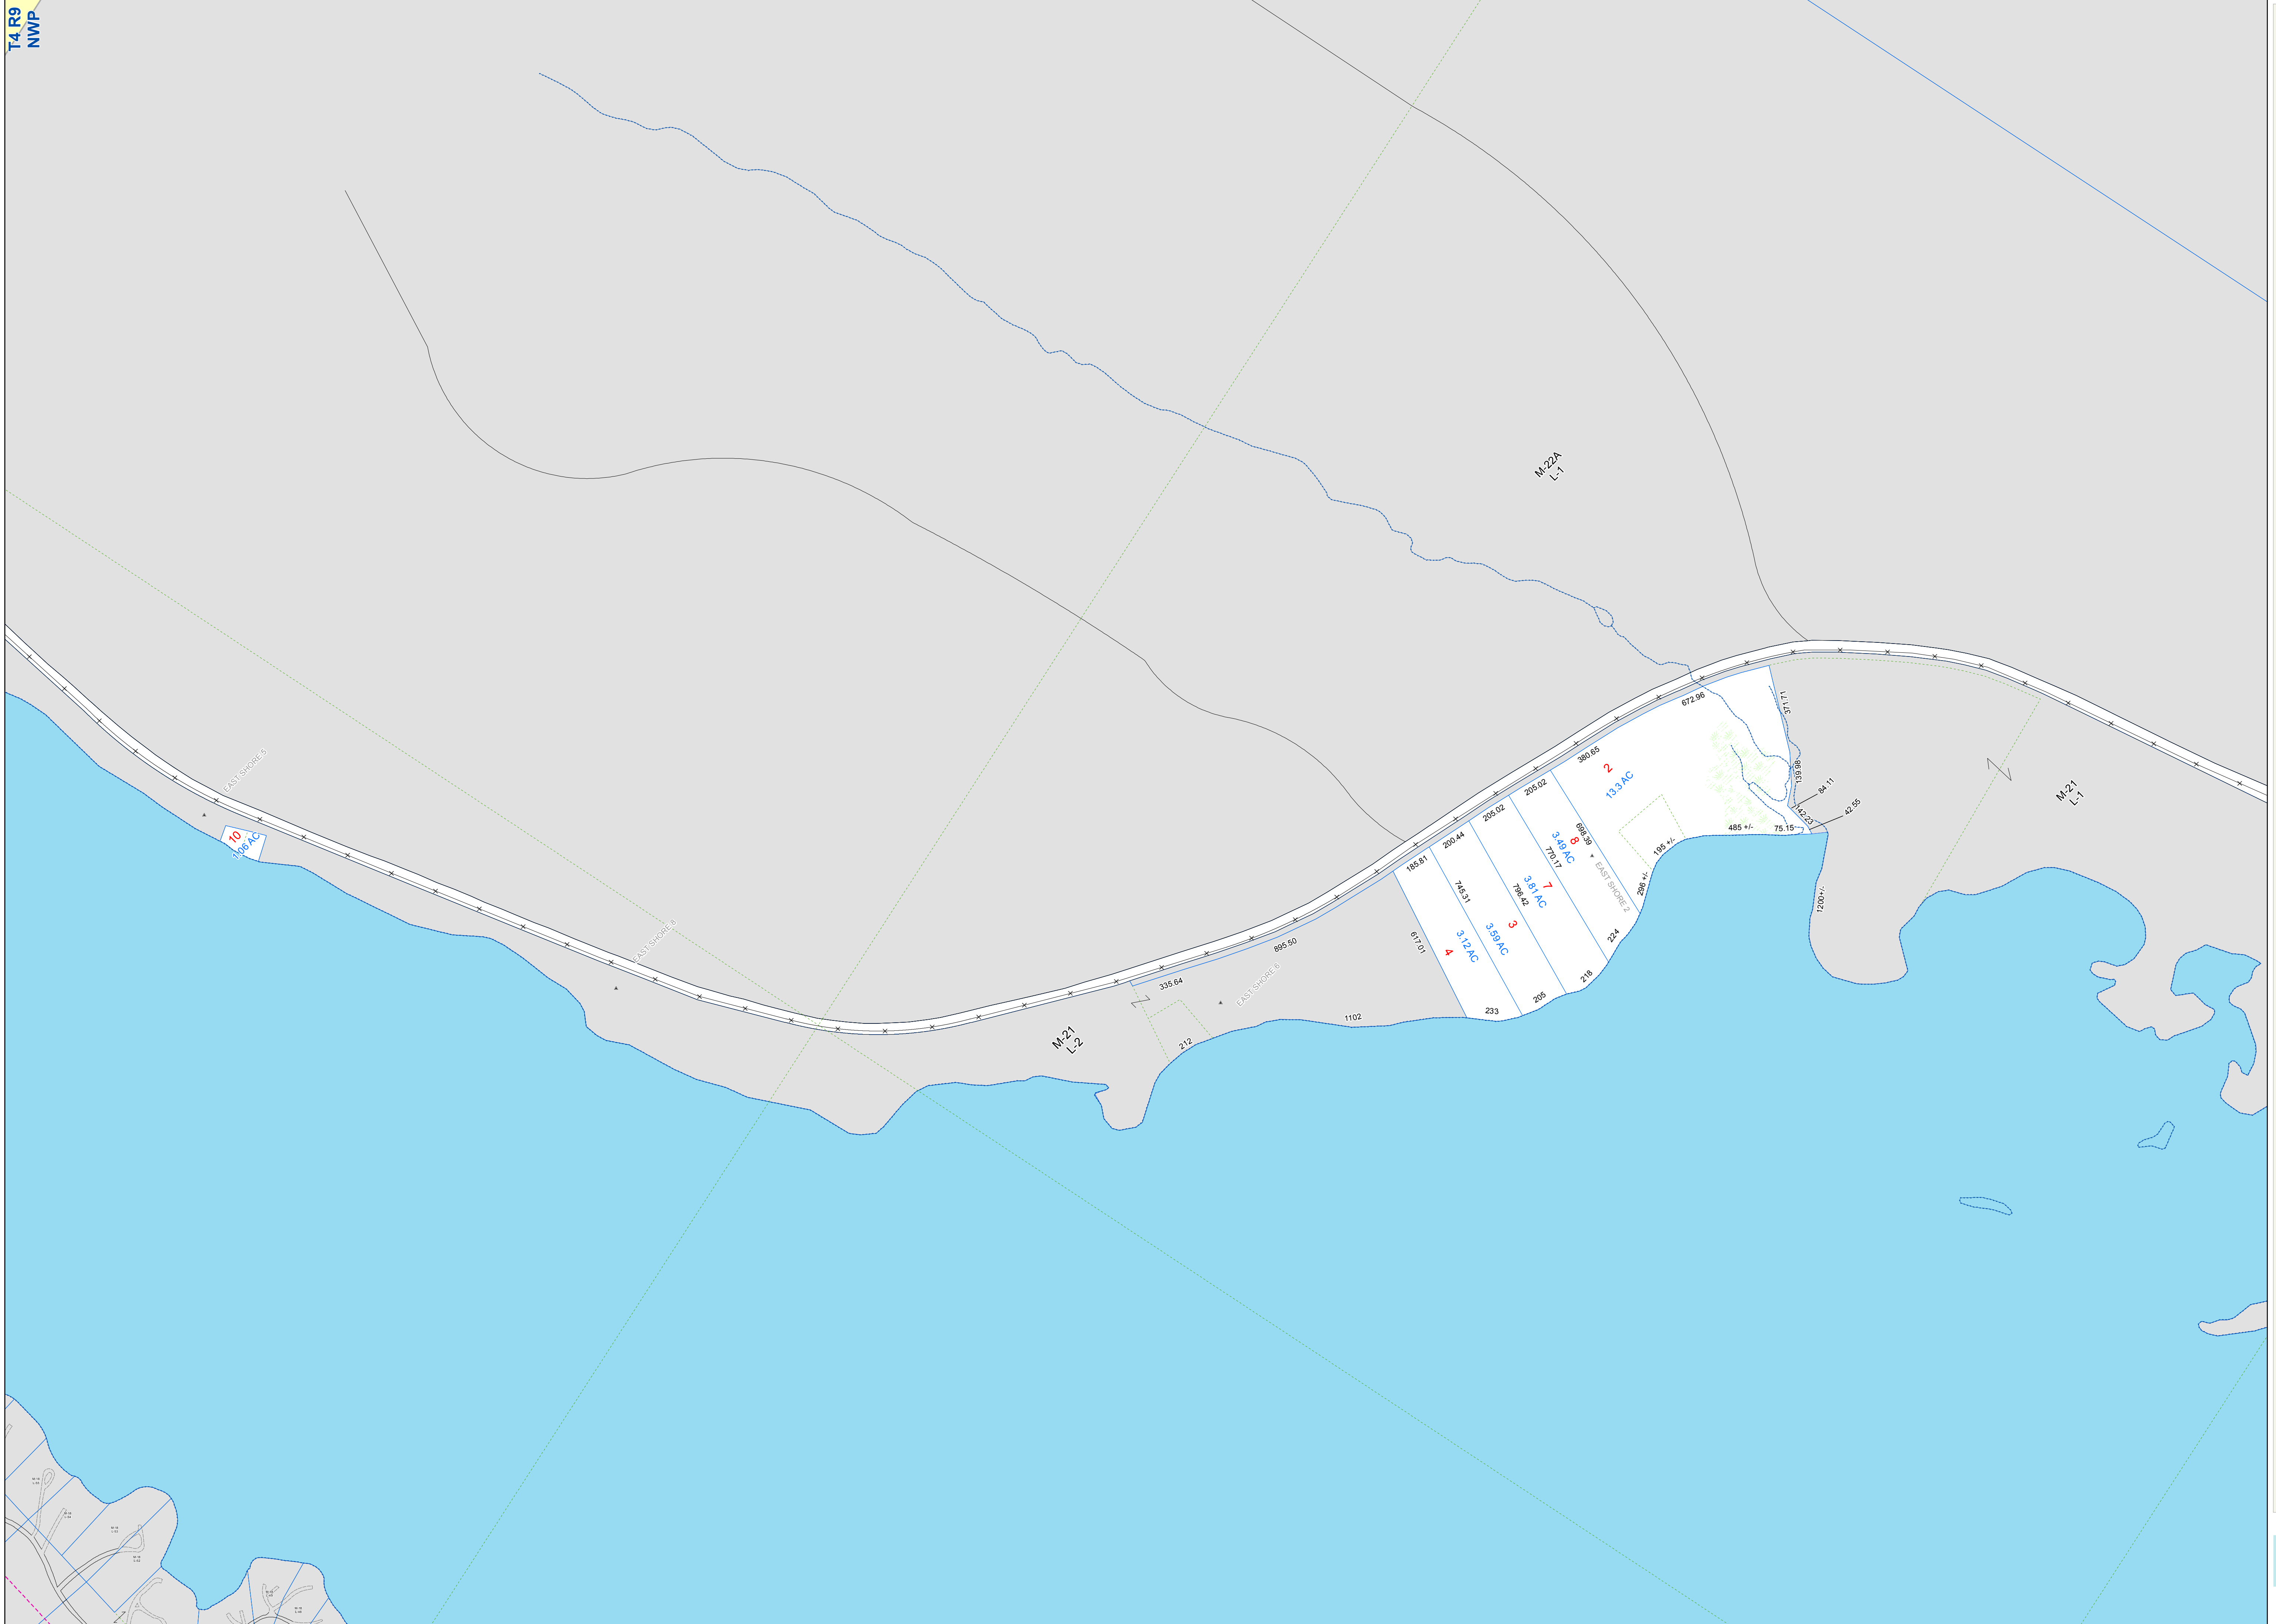 T4 R9
NWP
M-22A
L-1
EAST SHORE 5
10
1.06 AC
EAST SHORE 8
EAST SHORE 6
M-21
L-2
335.64
895.50
212
1102
617.01
4
3.12 AC
185.81
233
745.31
3
3.59 AC
200.44
205
796.42
7
3.81 AC
205.02
218
770.17
8
3.49 AC
205.02
224
698.39
EAST SHORE 2
2
13.3 AC
380.65
672.96
371.71
139.98
84.11
142.23
42.55
75.15
485 +/-
195 +/-
296 +/-
1200+/-
M-21
L-1